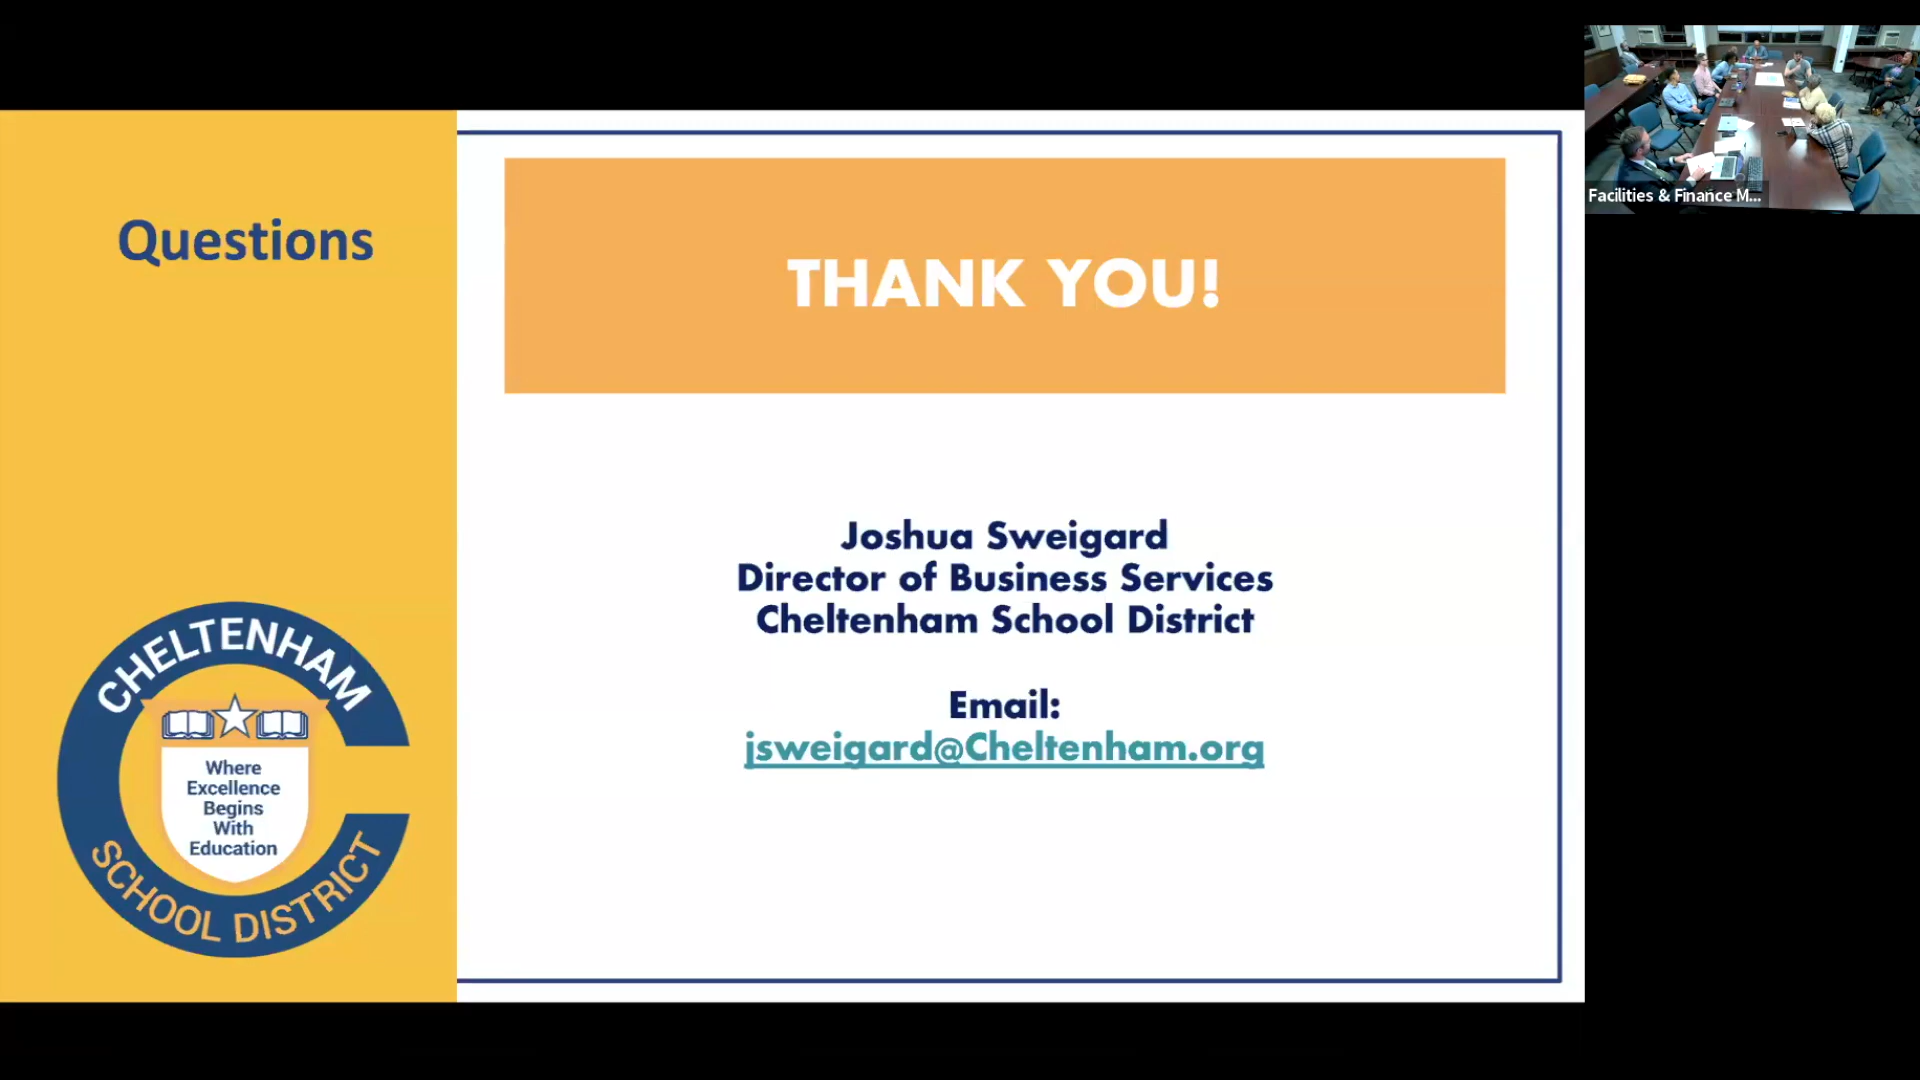 Questions
THANK YOU!
Joshua Sweigard
Director of Business Services
Cheltenham School District
Email:
jsweigard@Cheltenham.org
CHELTENHAM
Where
Excellence
Begins
With
Education
SCHOOL DISTRICT
Facilities & Finance M...